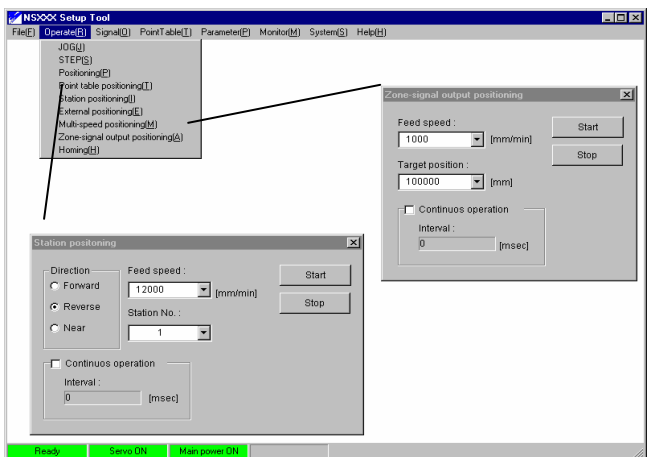 NSXXX Setup Tool
File(F) Operate(R) Signal(O) PointTable(T) Parameter(P) Monitor(M) System(S) Help(H)
JOG(J)
STEP(S)
Positioning(P)
Point table positioning(T)
Station positioning(I)
External positioning(E)
Multi-speed positioning(M)
Zone-signal output positioning(A)
Homing(H)
Zone-signal output positioning
Feed speed :
1000 [mm/min]
Start
Stop
Target position :
100000 [mm]
Continuos operation
Interval :
0 [msec]
Station positoning
Direction
Forward
Reverse
Near
Feed speed :
12000 [mm/min]
Station No. :
1
Start
Stop
Continuos operation
Interval :
0 [msec]
Ready Servo ON Main power ON